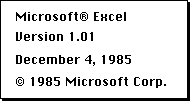 Microsoft® Excel
Version 1.01
December 4, 1985
© 1985 Microsoft Corp.